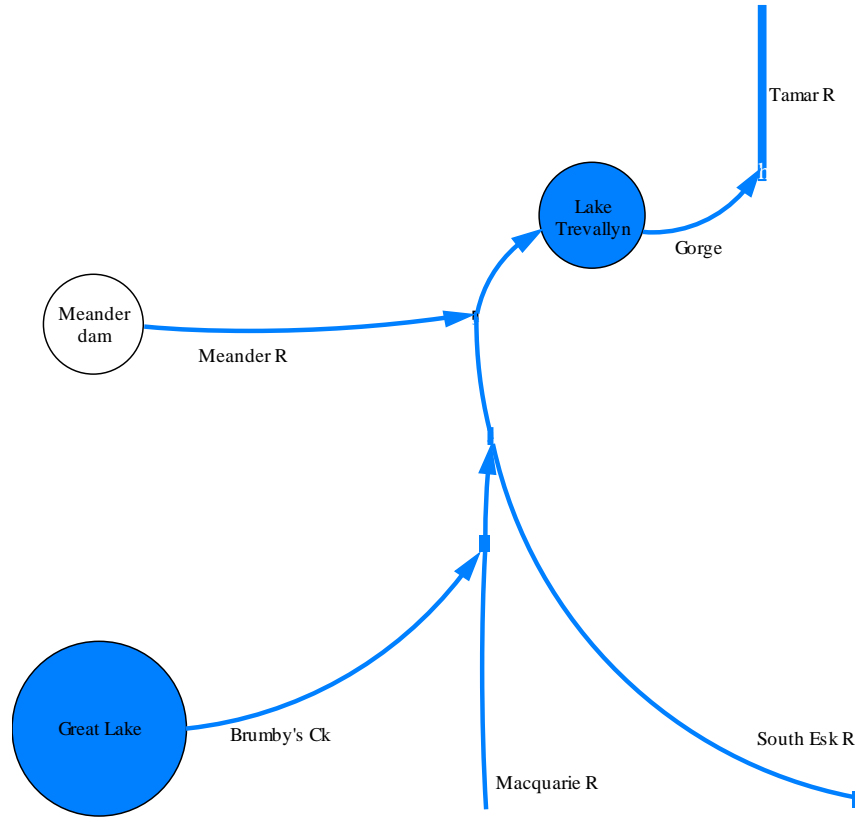 Tamar R
Lake
Trevallyn
Gorge
Meander
dam
Meander R
Great Lake
Brumby's Ck
South Esk R
Macquarie R